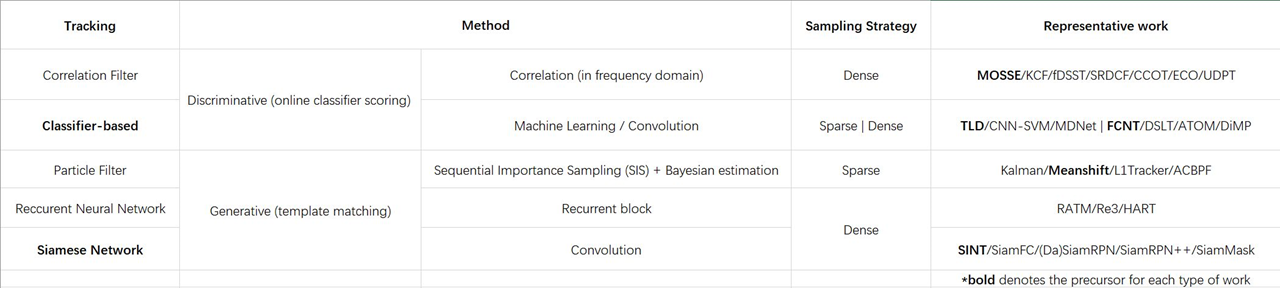 Tracking Method Sampling Strategy Representative work
Correlation Filter Discriminative (online classifier scoring) Correlation (in frequency domain) Dense MOSSE/KCF/fDSST/SRDCF/CCOT/ECO/UDPT
Classifier-based Machine Learning / Convolution Sparse | Dense TLD/CNN-SVM/MDNet | FCNT/DSLT/ATOM/DiMP
Particle Filter Generative (template matching) Sequential Importance Sampling (SIS) + Bayesian estimation Sparse Kalman/Meanshift/L1Tracker/ACBPF
Reccurent Neural Network Recurrent block Dense RATM/Re3/HART
Siamese Network Convolution SINT/SiamFC/(Da)SiamRPN/SiamRPN++/SiamMask
*bold denotes the precursor for each type of work